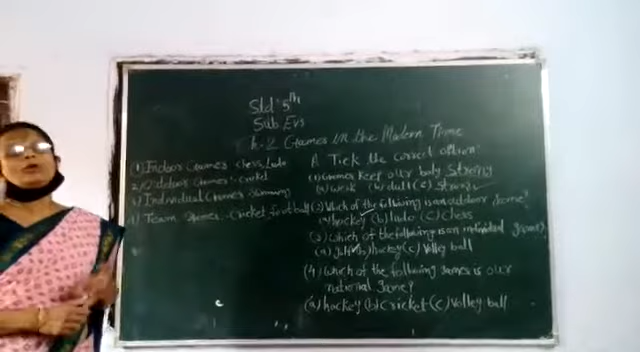 Std 5th
Sub Evs
2 Games in the Modern Time
(1) Indoor Games chess, Ludo
2) Outdoor Games - cricket
3) Individual Games swimming
4) Team Games - Cricket, football
A Tick the correct option
(1) Games keep our body strong
(a) weak (b) dull (c) Strong ✓
(2) Which of the following is an outdoor game?
(a) hockey ✓ (b) ludo (c) chess
(3) which of the following is an individual game?
(a) (b) hockey (c) volley ball
(4) Which of the following games is our
national game?
(a) hockey (b) Cricket (c) Volley ball